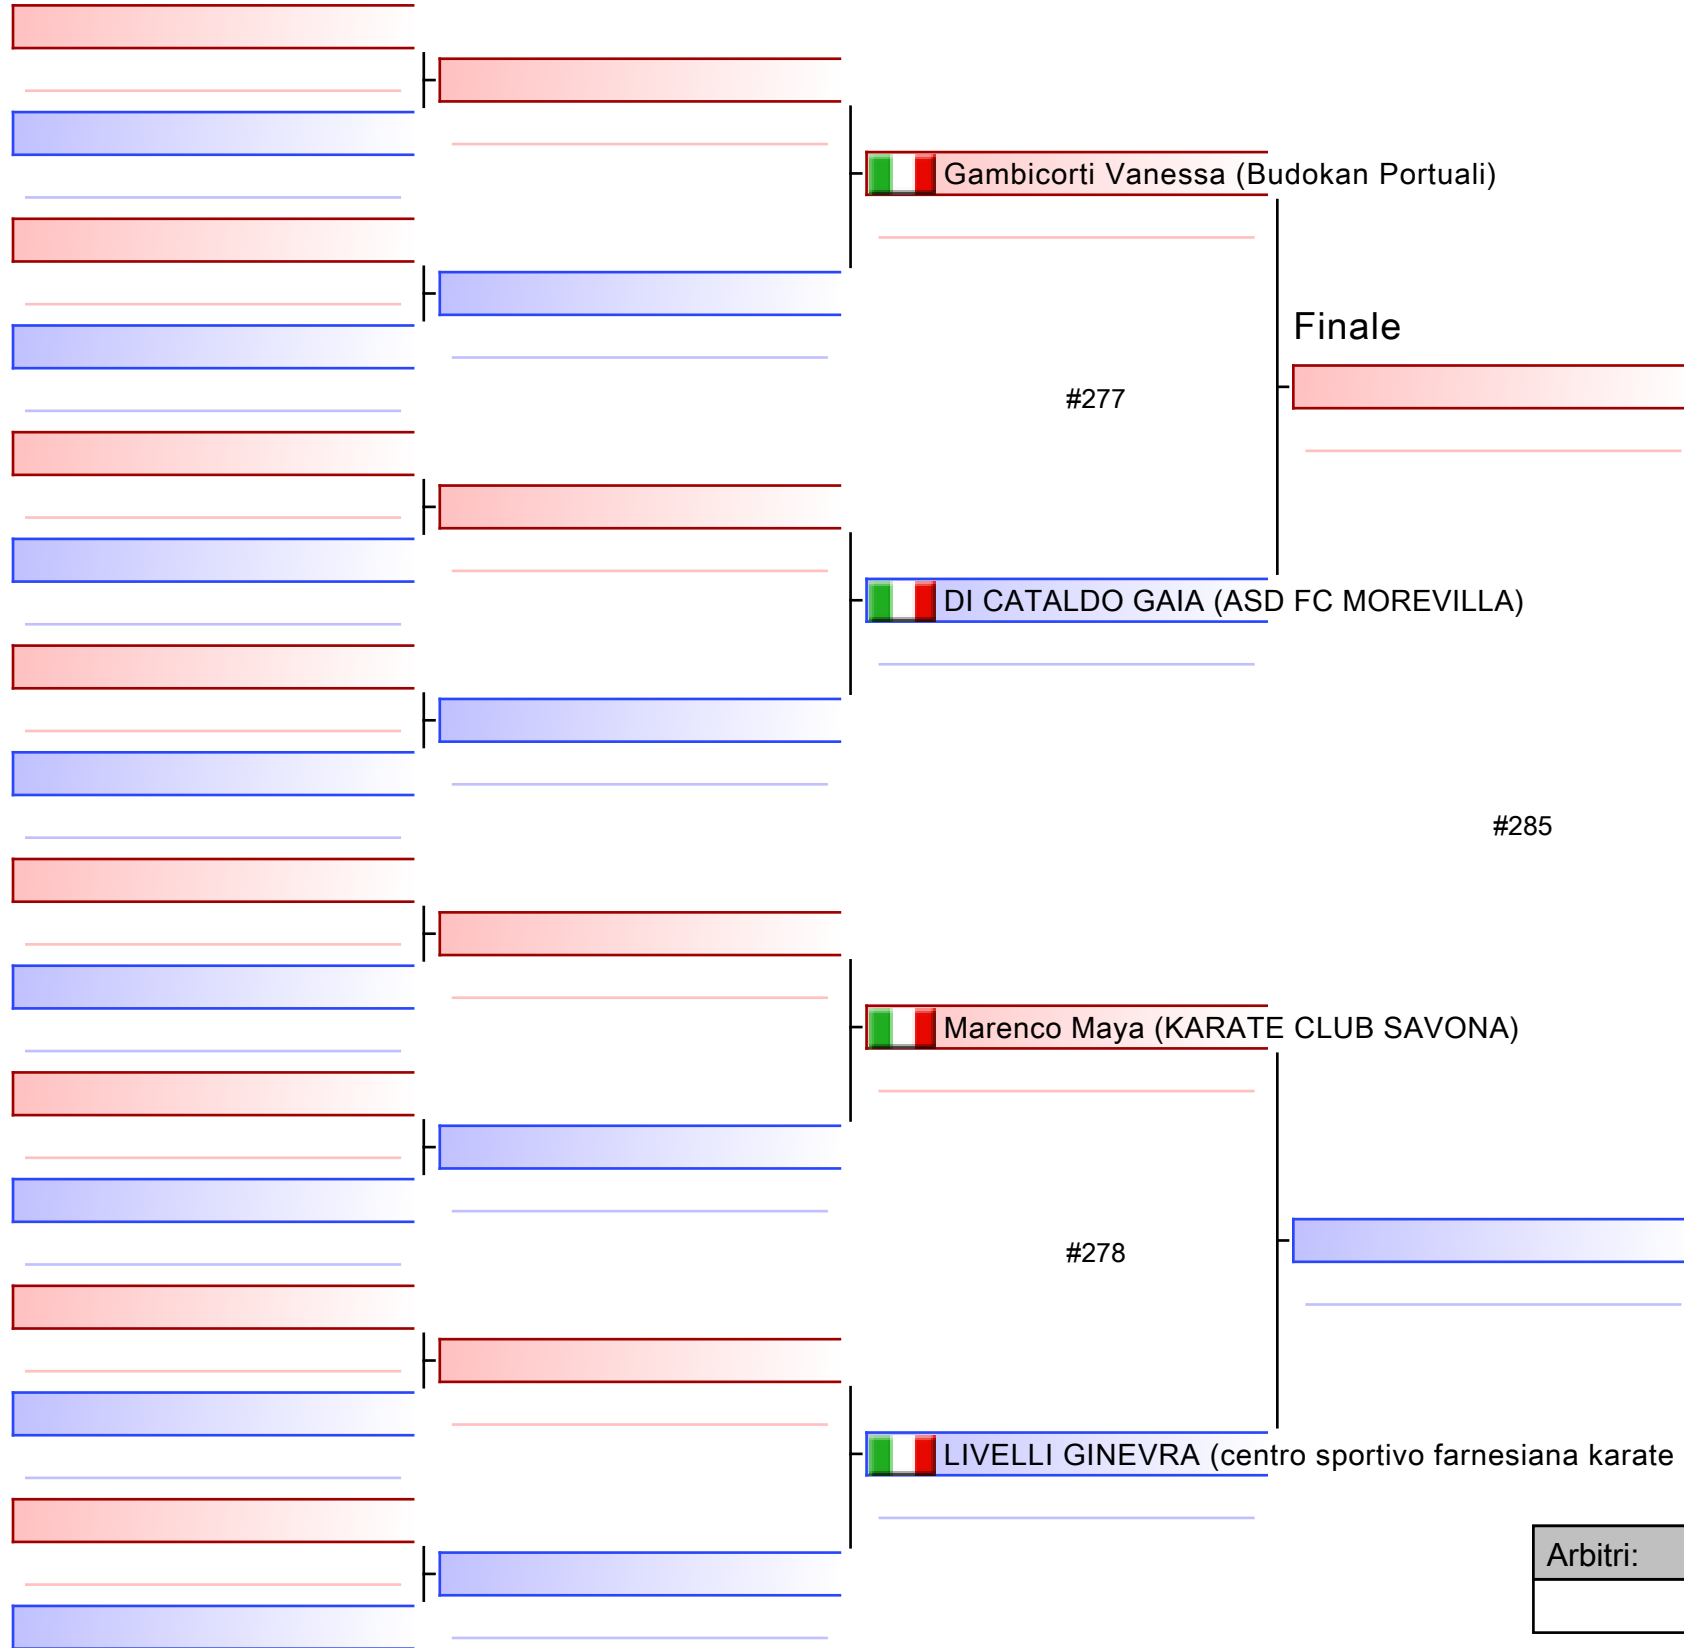 Gambicorti Vanessa (Budokan Portuali)
Finale
#277
DI CATALDO GAIA (ASD FC MOREVILLA)
#285
Marenco Maya (KARATE CLUB SAVONA)
#278
LIVELLI GINEVRA (centro sportivo farnesiana karate
Arbitri: